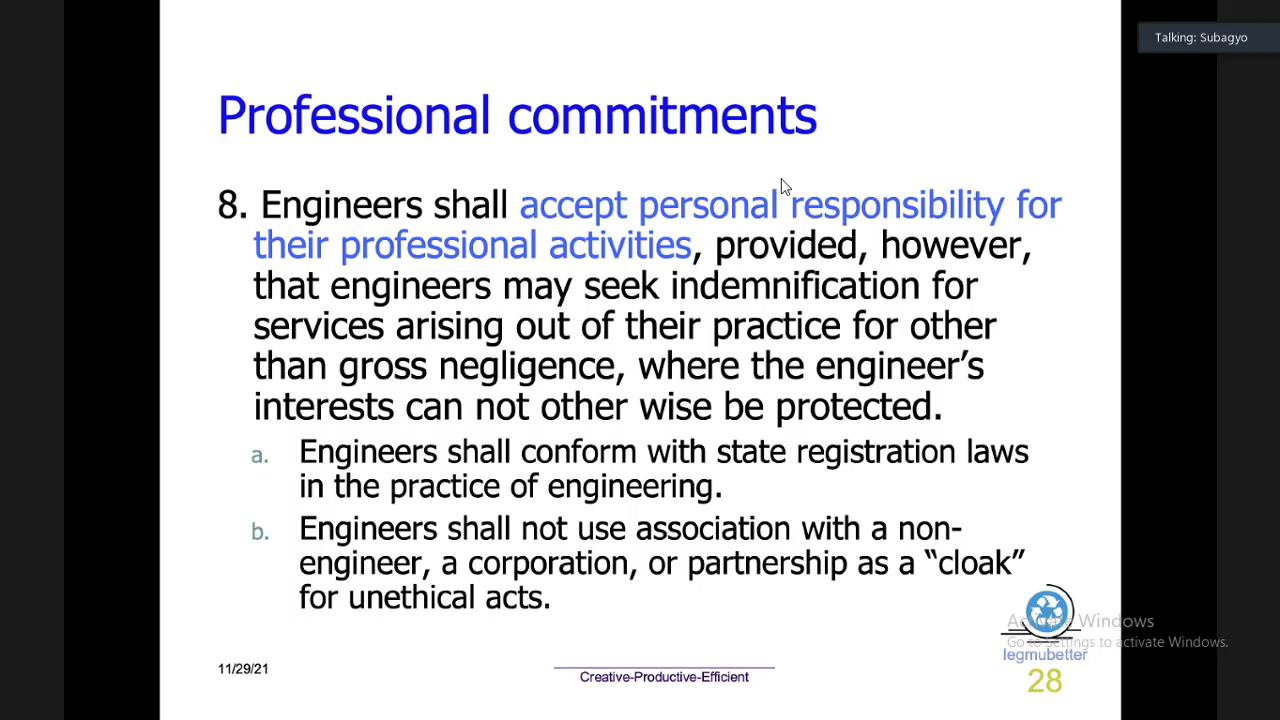 Talking: Subagyo
Professional commitments
8. Engineers shall accept personal responsibility for
their professional activities, provided, however,
that engineers may seek indemnification for
services arising out of their practice for other
than gross negligence, where the engineer’s
interests can not other wise be protected.
a. Engineers shall conform with state registration laws
in the practice of engineering.
b. Engineers shall not use association with a non-
engineer, a corporation, or partnership as a “cloak”
for unethical acts.
Activate Windows
Go to Settings to activate Windows.
legmubetter
11/29/21
Creative-Productive-Efficient
28